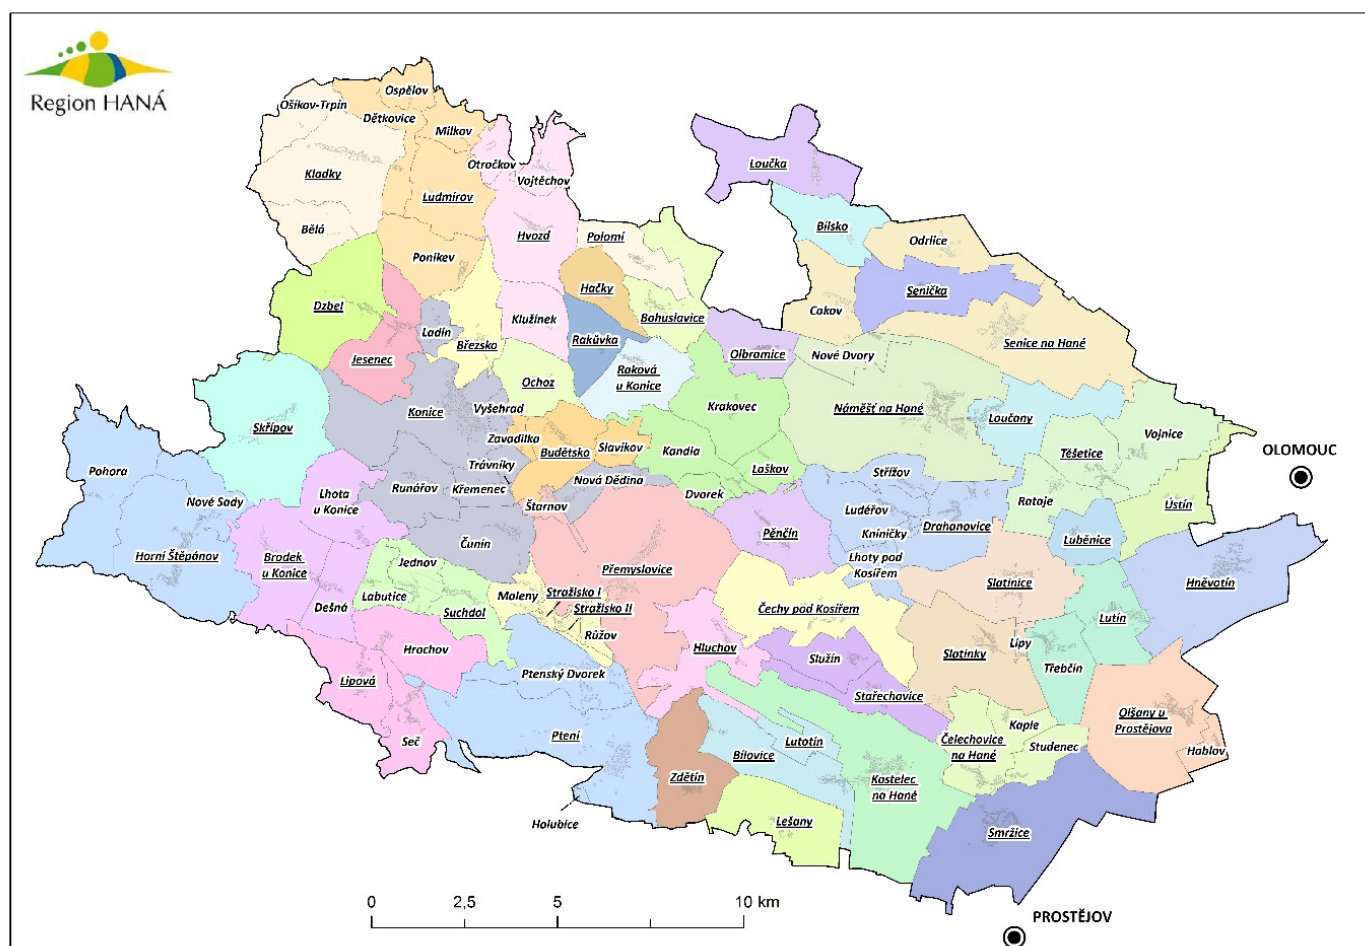 Region HANÁ
Ospělov
Ošíkov-Trpín
Dětkovice
Milkov
Otročkov
Vojtěchov
Kladky
Ludmírov
Bělá
Ponikev
Hvozd
Polomí
Loučka
Bílsko
Odrlice
Senička
Cakov
Senice na Hané
Dzbel
Jesenec
Ladín
Březsko
Klužínek
Hačky
Rakůvka
Bohuslavice
Olbramice
Nové Dvory
Ochoz
Raková
u Konice
Krakovec
Náměšť na Hané
Loučany
Vojnice
Těšetice
OLOMOUC
Skřípov
Konice
Vyšehrad
Zavadilka
Budětsko
Slavíkov
Kandia
Laškov
Trávníky
Nová Dědina
Dvorek
Střížov
Rataje
Ústín
Pohora
Nové Sady
Lhota
u Konice
Runářov
Křemenec
Štarnov
Luděřov
Kníničky
Drahanovice
Luběnice
Horní Štěpánov
Brodek
u Konice
Čunín
Přemyslovice
Pěnčín
Lhoty pod
Kosířem
Slatinice
Hněvotín
Jednov
Labutice
Dešná
Suchdol
Maleny
Stražisko I
Stražisko II
Růžov
Čechy pod Kosířem
Lutín
Hrochov
Lipová
Seč
Ptenský Dvorek
Hluchov
Služín
Stařechovice
Slatinky
Lípy
Třebčín
Ptení
Zdětín
Bílovice
Lutotín
Kostelec
na Hané
Čelechovice
na Hané
Kaple
Studenec
Olšany u
Prostějova
Hablov
Holubice
Lešany
Smržice
0 2,5 5 10 km
PROSTĚJOV